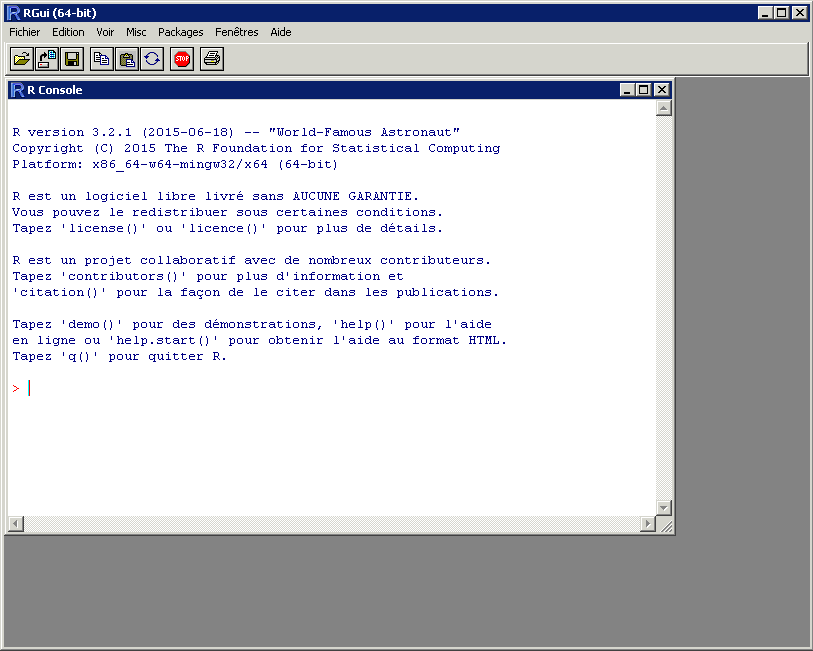 RGui (64-bit)
Fichier Edition Voir Misc Packages Fenêtres Aide
STOP
R Console
R version 3.2.1 (2015-06-18) -- "World-Famous Astronaut"
Copyright (C) 2015 The R Foundation for Statistical Computing
Platform: x86_64-w64-mingw32/x64 (64-bit)
R est un logiciel libre livré sans AUCUNE GARANTIE.
Vous pouvez le redistribuer sous certaines conditions.
Tapez 'license()' ou 'licence()' pour plus de détails.
R est un projet collaboratif avec de nombreux contributeurs.
Tapez 'contributors()' pour plus d'information et
'citation()' pour la façon de le citer dans les publications.
Tapez 'demo()' pour des démonstrations, 'help()' pour l'aide
en ligne ou 'help.start()' pour obtenir l'aide au format HTML.
Tapez 'q()' pour quitter R.
>